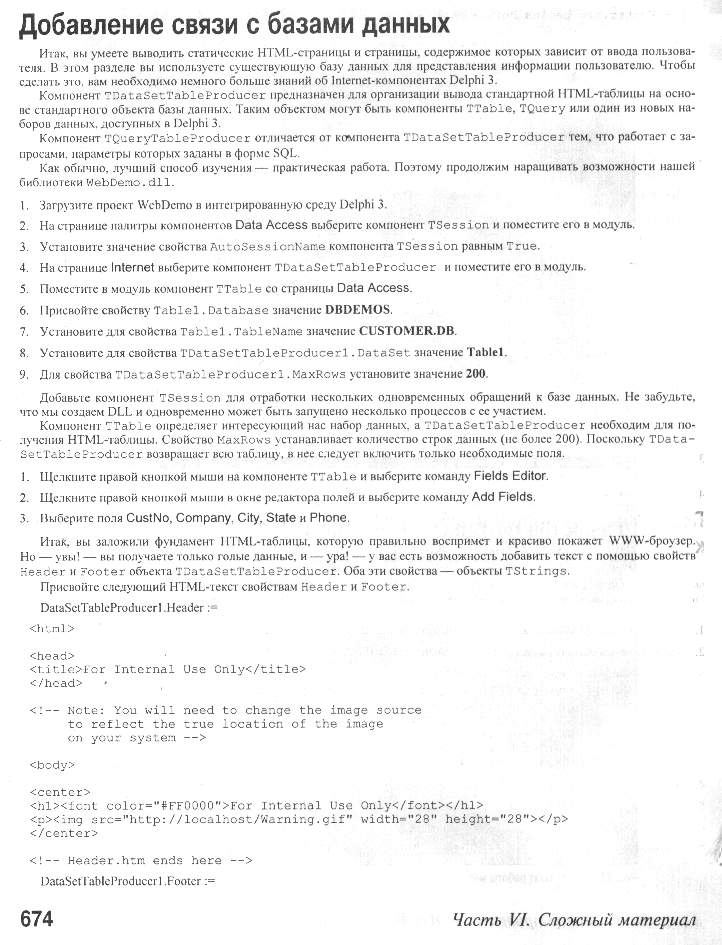 Добавление связи с базами данных
Итак, вы умеете выводить статические HTML-страницы и страницы, содержимое которых зависит от ввода пользова-
теля. В этом разделе вы используете существующую базу данных для представления информации пользователю. Чтобы
сделать это, вам необходимо немного больше знаний об Internet-компонентах Delphi 3.
Компонент TDataSetTableProducer предназначен для организации вывода стандартной HTML-таблицы на осно-
ве стандартного объекта базы данных. Таким объектом могут быть компоненты TTable, TQuery или один из новых на-
боров данных, доступных в Delphi 3.
Компонент TQueryTableProducer отличается от компонента TDataSetTableProducer тем, что работает с за-
просами, параметры которых заданы в форме SQL.
Как обычно, лучший способ изучения — практическая работа. Поэтому продолжим наращивать возможности нашей
библиотеки WebDemo.dll.
1. Загрузите проект WebDemo в интегрированную среду Delphi 3.
2. На странице палитры компонентов Data Access выберите компонент TSession и поместите его в модуль.
3. Установите значение свойства AutoSessionName компонента TSession равным True.
4. На странице Internet выберите компонент TDataSetTableProducer и поместите его в модуль.
5. Поместите в модуль компонент TTable со страницы Data Access.
6. Присвойте свойству Table1.Database значение DBDEMOS.
7. Установите для свойства Table1.TableName значение CUSTOMER.DB.
8. Установите для свойства TDataSetTableProducer1.DataSet значение Table1.
9. Для свойства TDataSetTableProducer1.MaxRows установите значение 200.
Добавьте компонент TSession для отработки нескольких одновременных обращений к базе данных. Не забудьте,
что мы создаем DLL и одновременно может быть запущено несколько процессов с ее участием.
Компонент TTable определяет интересующий нас набор данных, а TDataSetTableProducer необходим для по-
лучения HTML-таблицы. Свойство MaxRows устанавливает количество строк данных (не более 200). Поскольку TData-
SetTableProducer возвращает всю таблицу, в нее следует включить только необходимые поля.
1. Щелкните правой кнопкой мыши на компоненте TTable и выберите команду Fields Editor.
2. Щелкните правой кнопкой мыши в окне редактора полей и выберите команду Add Fields.
3. Выберите поля CustNo, Company, City, State и Phone.
Итак, вы заложили фундамент HTML-таблицы, которую правильно воспримет и красиво покажет WWW-броузер.
Но — увы! — вы получаете только голые данные, и — ура! — у вас есть возможность добавить текст с помощью свойств
Header и Footer объекта TDataSetTableProducer. Оба эти свойства — объекты TStrings.
Присвойте следующий HTML-текст свойствам Header и Footer.
DataSetTableProducer1.Header :=
<html>
<head>
<title>For Internal Use Only</title>
</head>
<!-- Note: You will need to change the image source
to reflect the true location of the image
on your system -->
<body>
<center>
<h1><font color="#FF0000">For Internal Use Only</font></h1>
<p><img src="http://localhost/Warning.gif" width="28" height="28"></p>
</center>
<!-- Header.htm ends here -->
DataSetTableProducer1.Footer :=
674
Часть VI. Сложный материал